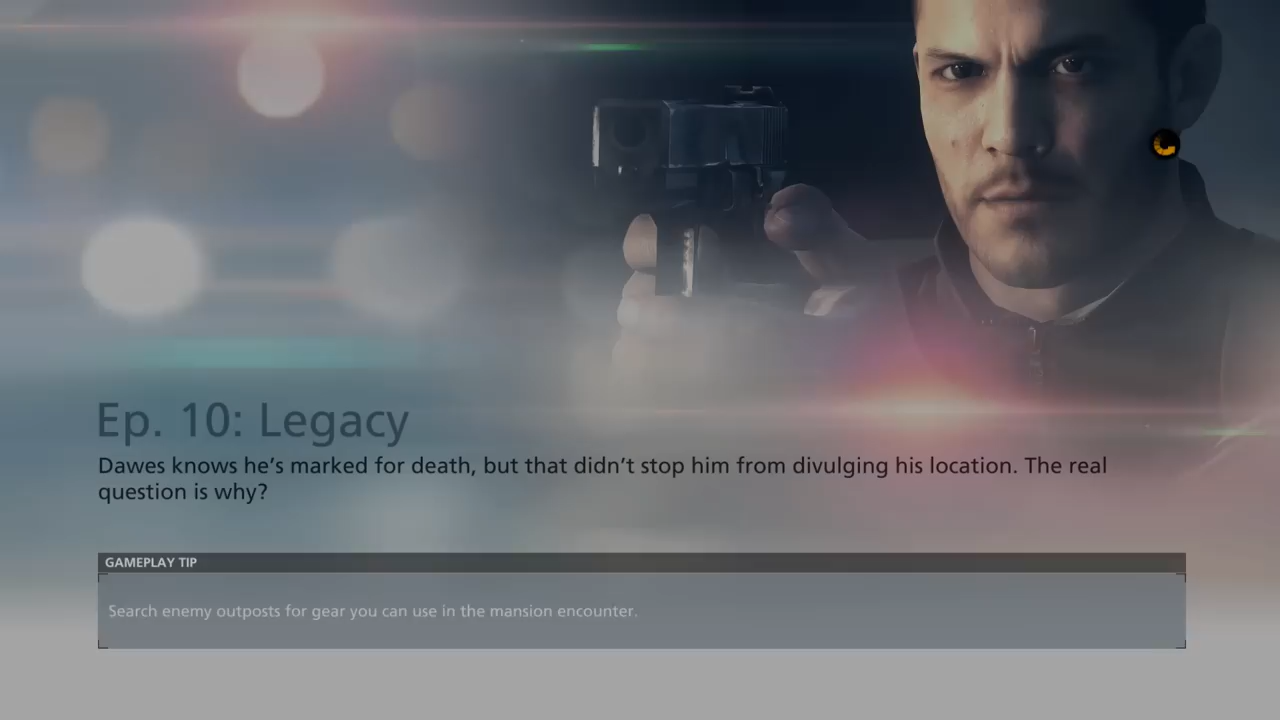 Ep. 10: Legacy
Dawes knows he’s marked for death, but that didn’t stop him from divulging his location. The real
question is why?
GAMEPLAY TIP
Search enemy outposts for gear you can use in the mansion encounter.